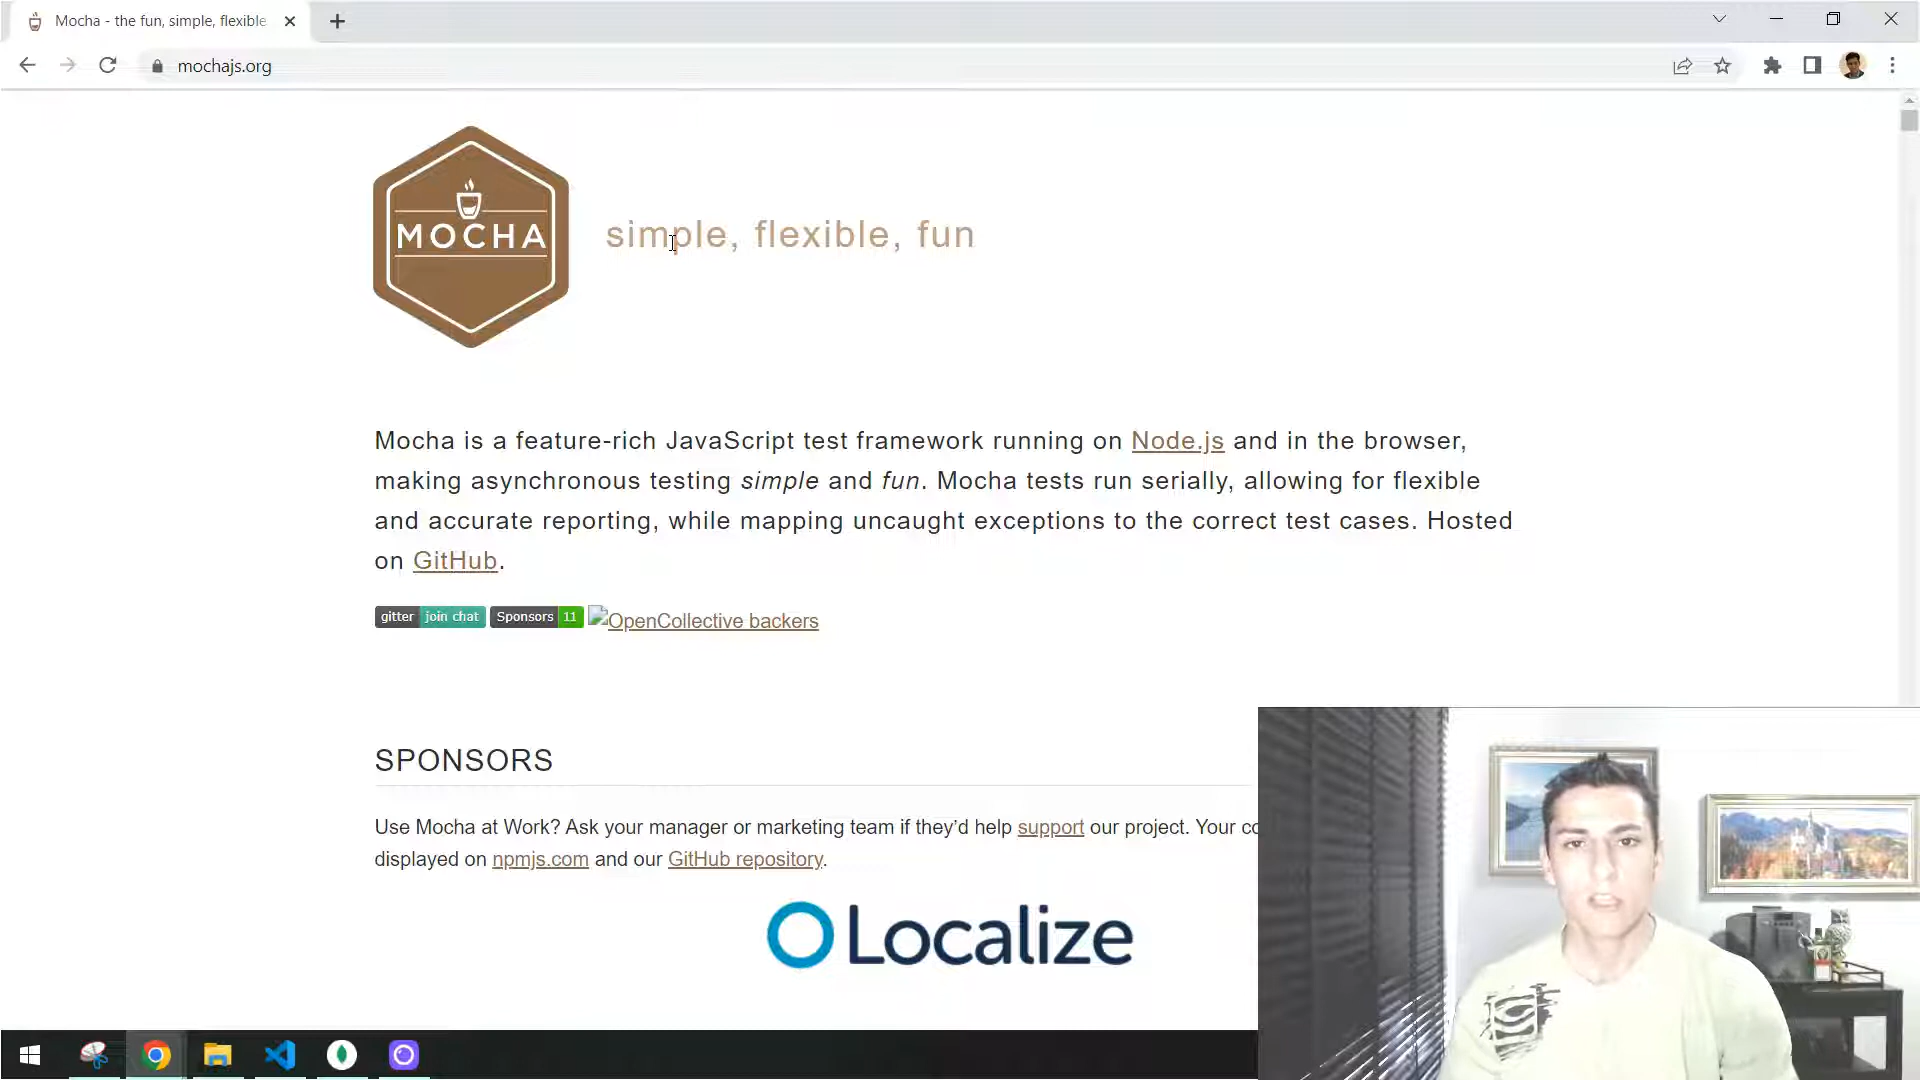 Mocha - the fun, simple, flexible
mochajs.org
MOCHA
simple, flexible, fun
Mocha is a feature-rich JavaScript test framework running on Node.js and in the browser,
making asynchronous testing simple and fun. Mocha tests run serially, allowing for flexible
and accurate reporting, while mapping uncaught exceptions to the correct test cases. Hosted
on GitHub.
gitter join chat Sponsors 11 OpenCollective backers
SPONSORS
Use Mocha at Work? Ask your manager or marketing team if they’d help support our project. Your co
displayed on npmjs.com and our GitHub repository.
Localize